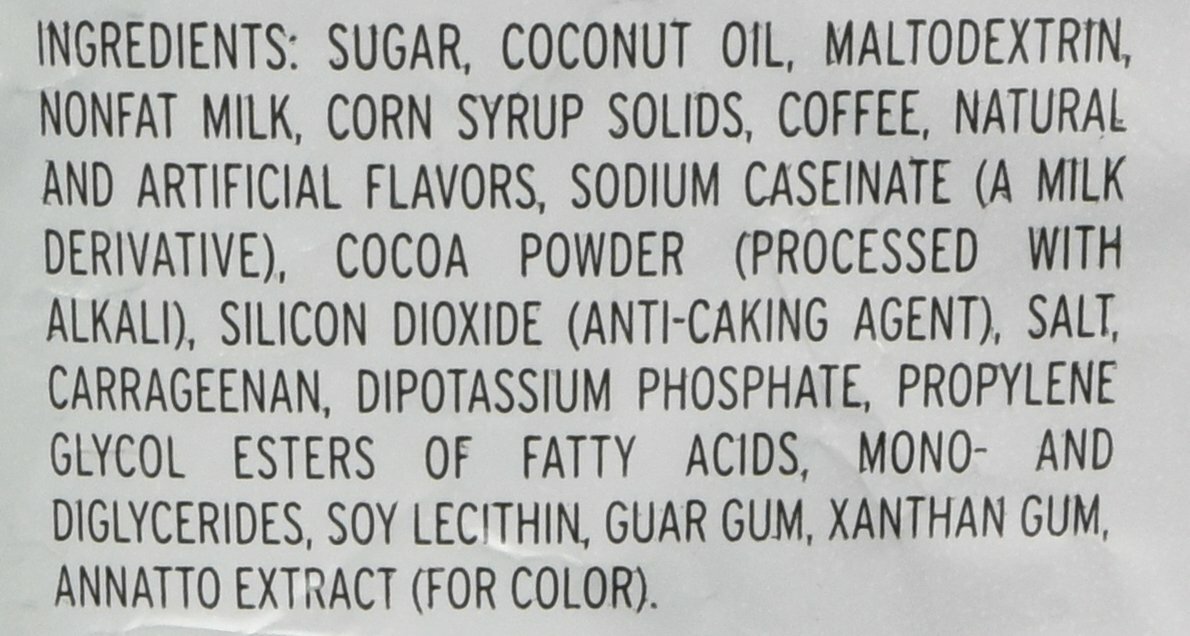 INGREDIENTS: SUGAR, COCONUT OIL, MALTODEXTRIN,
NONFAT MILK, CORN SYRUP SOLIDS, COFFEE, NATURAL
AND ARTIFICIAL FLAVORS, SODIUM CASEINATE (A MILK
DERIVATIVE), COCOA POWDER (PROCESSED WITH
ALKALI), SILICON DIOXIDE (ANTI-CAKING AGENT), SALT,
CARRAGEENAN, DIPOTASSIUM PHOSPHATE, PROPYLENE
GLYCOL ESTERS OF FATTY ACIDS, MONO- AND
DIGLYCERIDES, SOY LECITHIN, GUAR GUM, XANTHAN GUM,
ANNATTO EXTRACT (FOR COLOR).